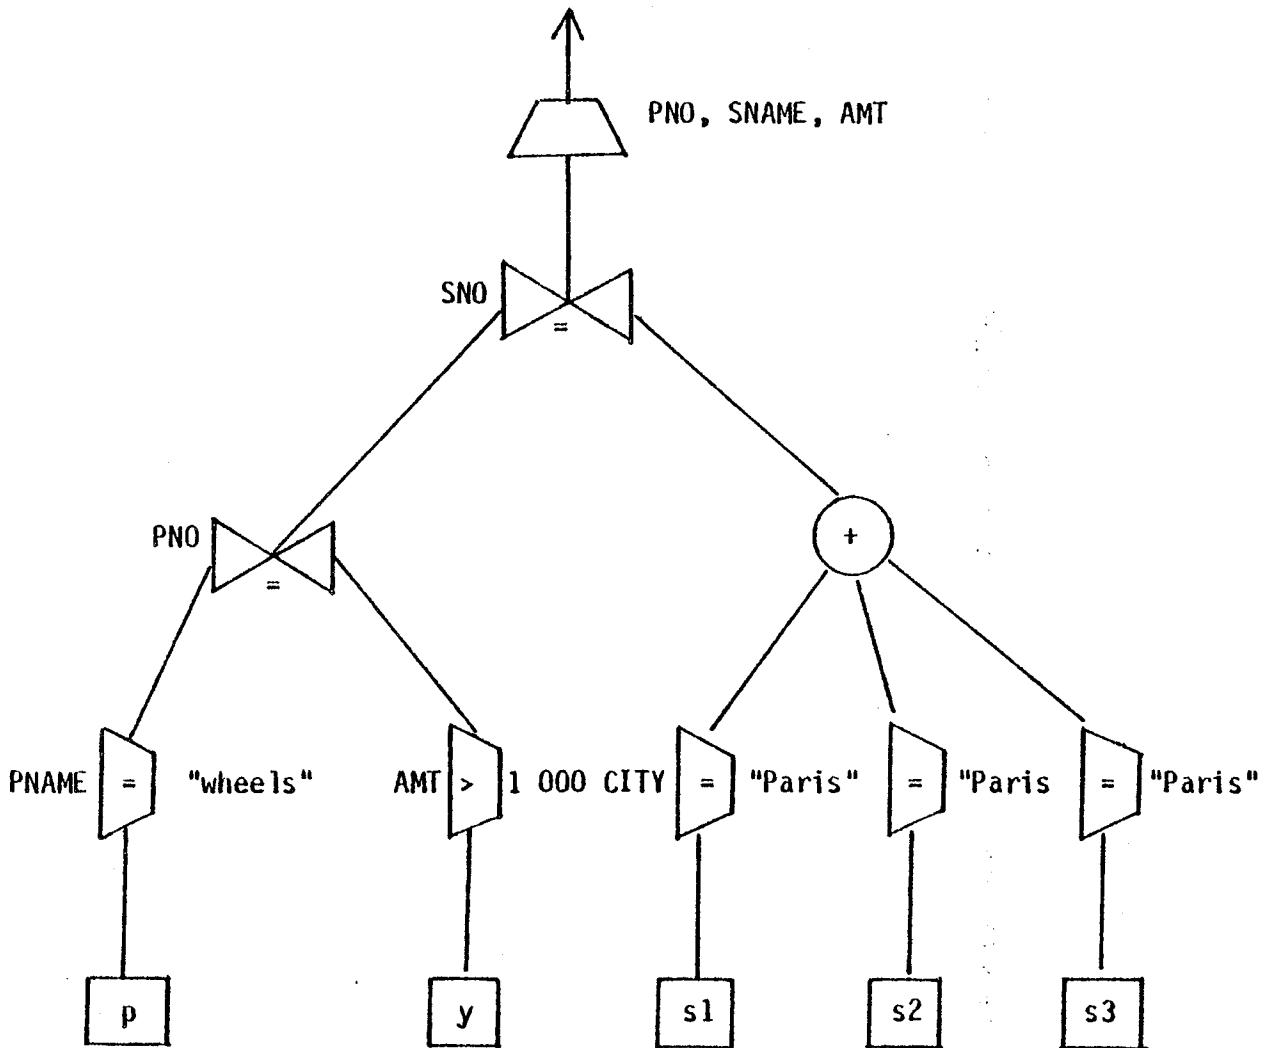 PNO, SNAME, AMT
SNO
=
PNO
=
+
PNAME = "wheels" AMT > 1 000 CITY = "Paris" = "Paris = "Paris"
p y s1 s2 s3